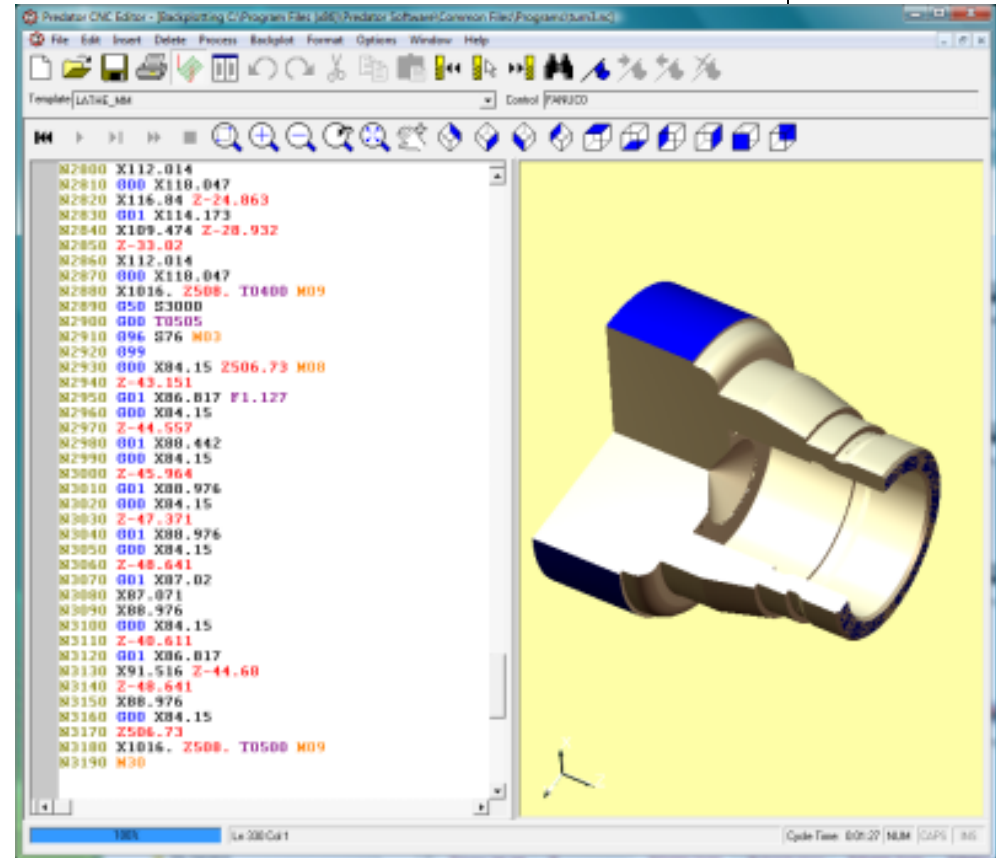 Predator CNC Editor - [Backplotting C:\Program Files (x86)\Predator Software\Common Files\Programs\turn1.nc]
File Edit Insert Delete Process Backplot Format Options Window Help
Template LATHE_MM Control FANUCO
N2800 X112.014
N2810 G00 X118.047
N2820 X116.84 Z-24.863
N2830 G01 X114.173
N2840 X109.474 Z-28.932
N2850 Z-33.02
N2860 X112.014
N2870 G00 X118.047
N2880 X1016. Z508. T0400 M09
N2890 G50 S3000
N2900 G00 T0505
N2910 G96 S76 M03
N2920 G99
N2930 G00 X84.15 Z506.73 M08
N2940 Z-43.151
N2950 G01 X86.817 F1.127
N2960 G00 X84.15
N2970 Z-44.557
N2980 G01 X88.442
N2990 G00 X84.15
N3000 Z-45.964
N3010 G01 X88.976
N3020 G00 X84.15
N3030 Z-47.371
N3040 G01 X88.976
N3050 G00 X84.15
N3060 Z-48.641
N3070 G01 X87.02
N3080 X87.071
N3090 X88.976
N3100 G00 X84.15
N3110 Z-40.611
N3120 G01 X86.817
N3130 X91.516 Z-44.68
N3140 Z-48.641
N3150 X88.976
N3160 G00 X84.15
N3170 Z506.73
N3180 X1016. Z508. T0500 M09
N3190 M30
100% Ln 330 Col 1 Cycle Time: 0:01:27 NUM CAPS INS